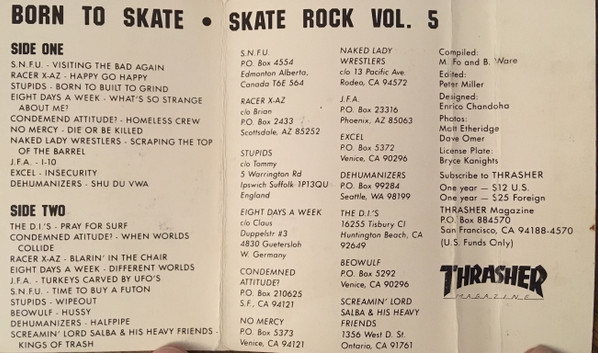 BORN TO SKATE • SKATE ROCK VOL. 5
SIDE ONE
S.N.F.U. - VISITING THE BAD AGAIN
RACER X-AZ - HAPPY GO HAPPY
STUPIDS - BORN TO BUILT TO GRIND
EIGHT DAYS A WEEK - WHAT'S SO STRANGE
ABOUT ME?
CONDEMEND ATTITUDE? - HOMELESS CREW
NO MERCY - DIE OR BE KILLED
NAKED LADY WRESTLERS - SCRAPING THE TOP
OF THE BARREL
J.F.A. - I-10
EXCEL - INSECURITY
DEHUMANIZERS - SHU DU VWA
SIDE TWO
THE D.I.'S - PRAY FOR SURF
CONDEMNED ATITUDE? - WHEN WORLDS
COLLIDE
RACER X-AZ - BLARIN' IN THE CHAIR
EIGHT DAYS A WEEK - DIFFERENT WORLDS
J.F.A. - TURKEYS CARVED BY UFO'S
S.N.F.U. - TIME TO BUY A FUTON
STUPIDS - WIPEOUT
BEOWULF - HUSSY
DEHUMANIZERS - HALFPIPE
SCREAMIN' LORD SALBA & HIS HEAVY FRIENDS -
KINGS OF TRASH
S.N.F.U.
P.O. Box 4554
Edmonton Alberta,
Canada T6E 564
RACER X-AZ
c/o Brian
P.O. Box 2433
Scottsdale, AZ 85252
STUPIDS
c/o Tommy
5 Warrington Rd
Ipswich Suffolk 1P13QU
England
EIGHT DAYS A WEEK
c/o Claus
Duppelstr #3
4830 Guetersloh
W. Germany
CONDEMNED
ATTITUDE?
P.O. Box 210625
S.F., CA 94121
NO MERCY
P.O. Box 5373
Venice, CA 94121
NAKED LADY
WRESTLERS
c/o 13 Pacific Ave.
Rodeo, CA 94572
J.F.A.
P.O. Box 23316
Phoenix, AZ 85063
EXCEL
P.O. Box 5372
Venice, CA 90296
DEHUMANIZERS
P.O. Box 99284
Seattle, WA 98199
THE D.I.'S
16255 Tisbury CI
Huntington Beach, CA
92649
BEOWULF
P.O. Box 5292
Venice, CA 90296
SCREAMIN' LORD
SALBA & HIS HEAVY
FRIENDS
1356 West D. St.
Ontario, CA 91761
Compiled:
M. Fo and B. Ware
Edited:
Peter Miller
Designed:
Enrico Chandoha
Photos:
Matt Etheridge
Dave Omer
License Plate:
Bryce Kanights
Subscribe to THRASHER
One year — $12 U.S.
One year — $25 Foreign
THRASHER Magazine
P.O. Box 884570
San Francisco, CA 94188-4570
(U.S. Funds Only)
THRASHER
MAGAZINE